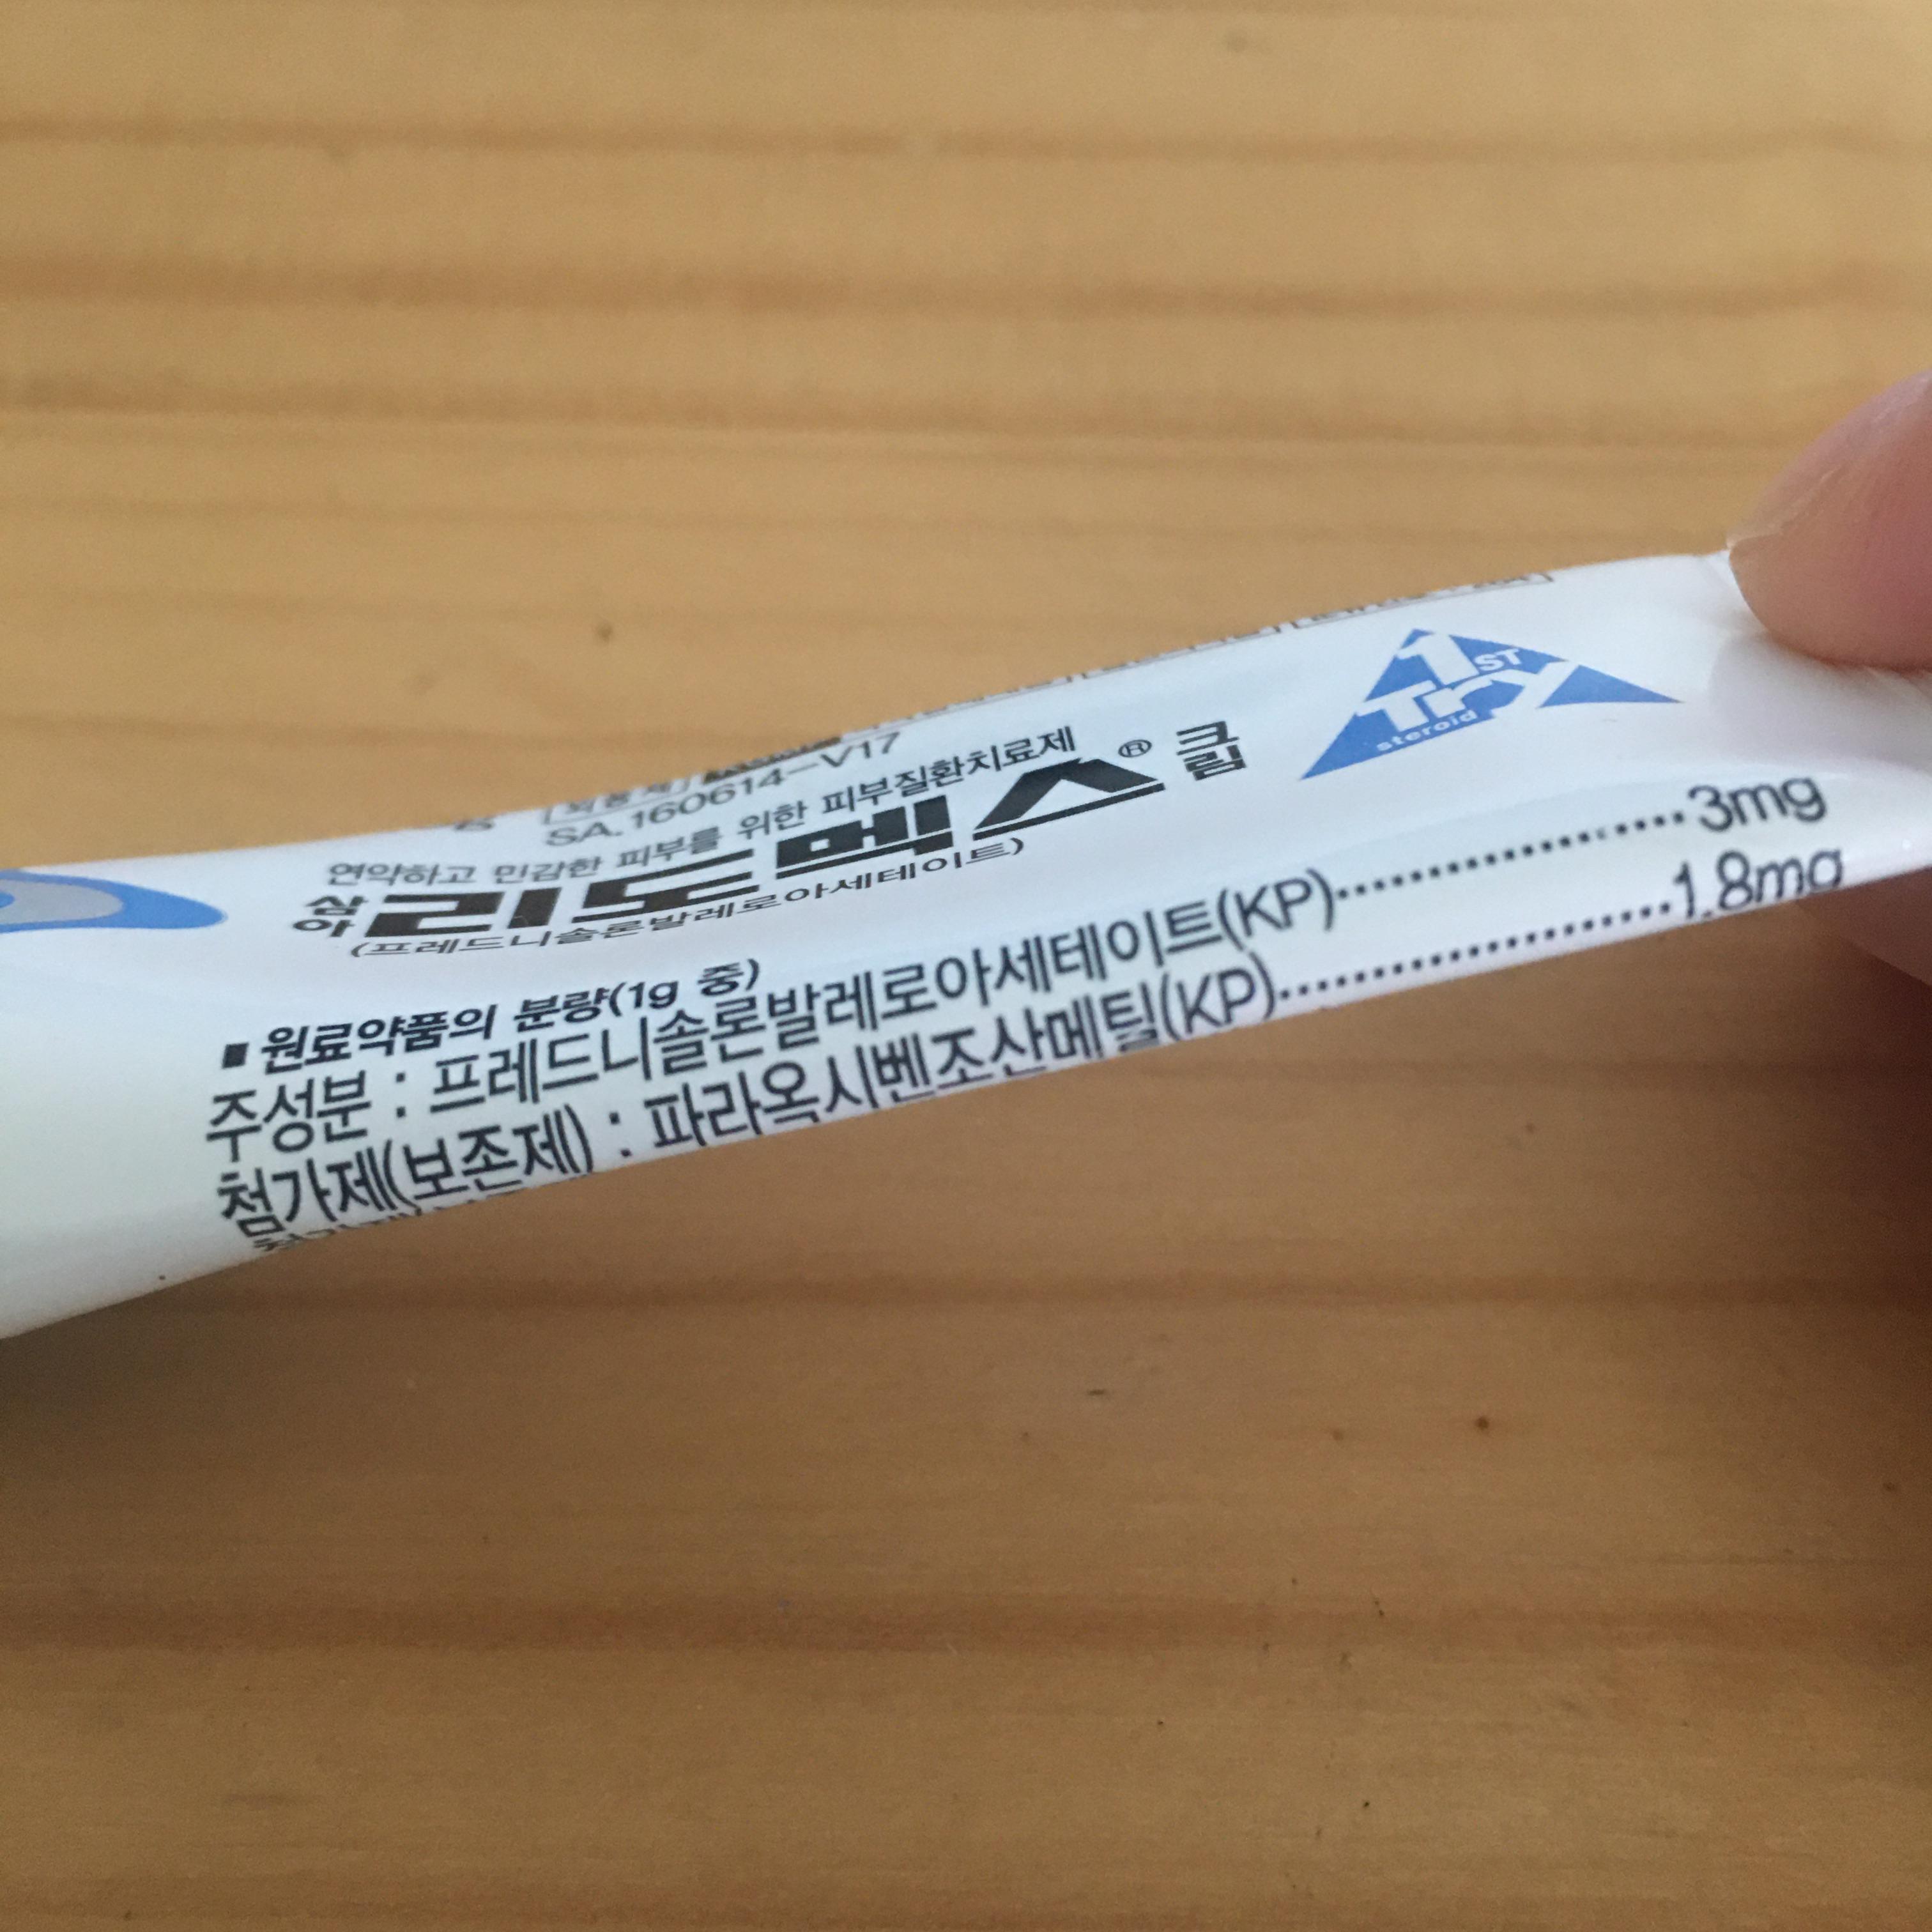 SA.160614-V17
연약하고 민감한 피부를 위한 피부질환치료제
삼아 리도멕스® 크림
(프레드니솔론발레로아세테이트)
1ST
Try
steroid
■ 원료약품의 분량(1g 중)
주성분 : 프레드니솔론발레로아세테이트(KP)····················3mg
첨가제(보존제) : 파라옥시벤조산메틸(KP)····················1.8mg